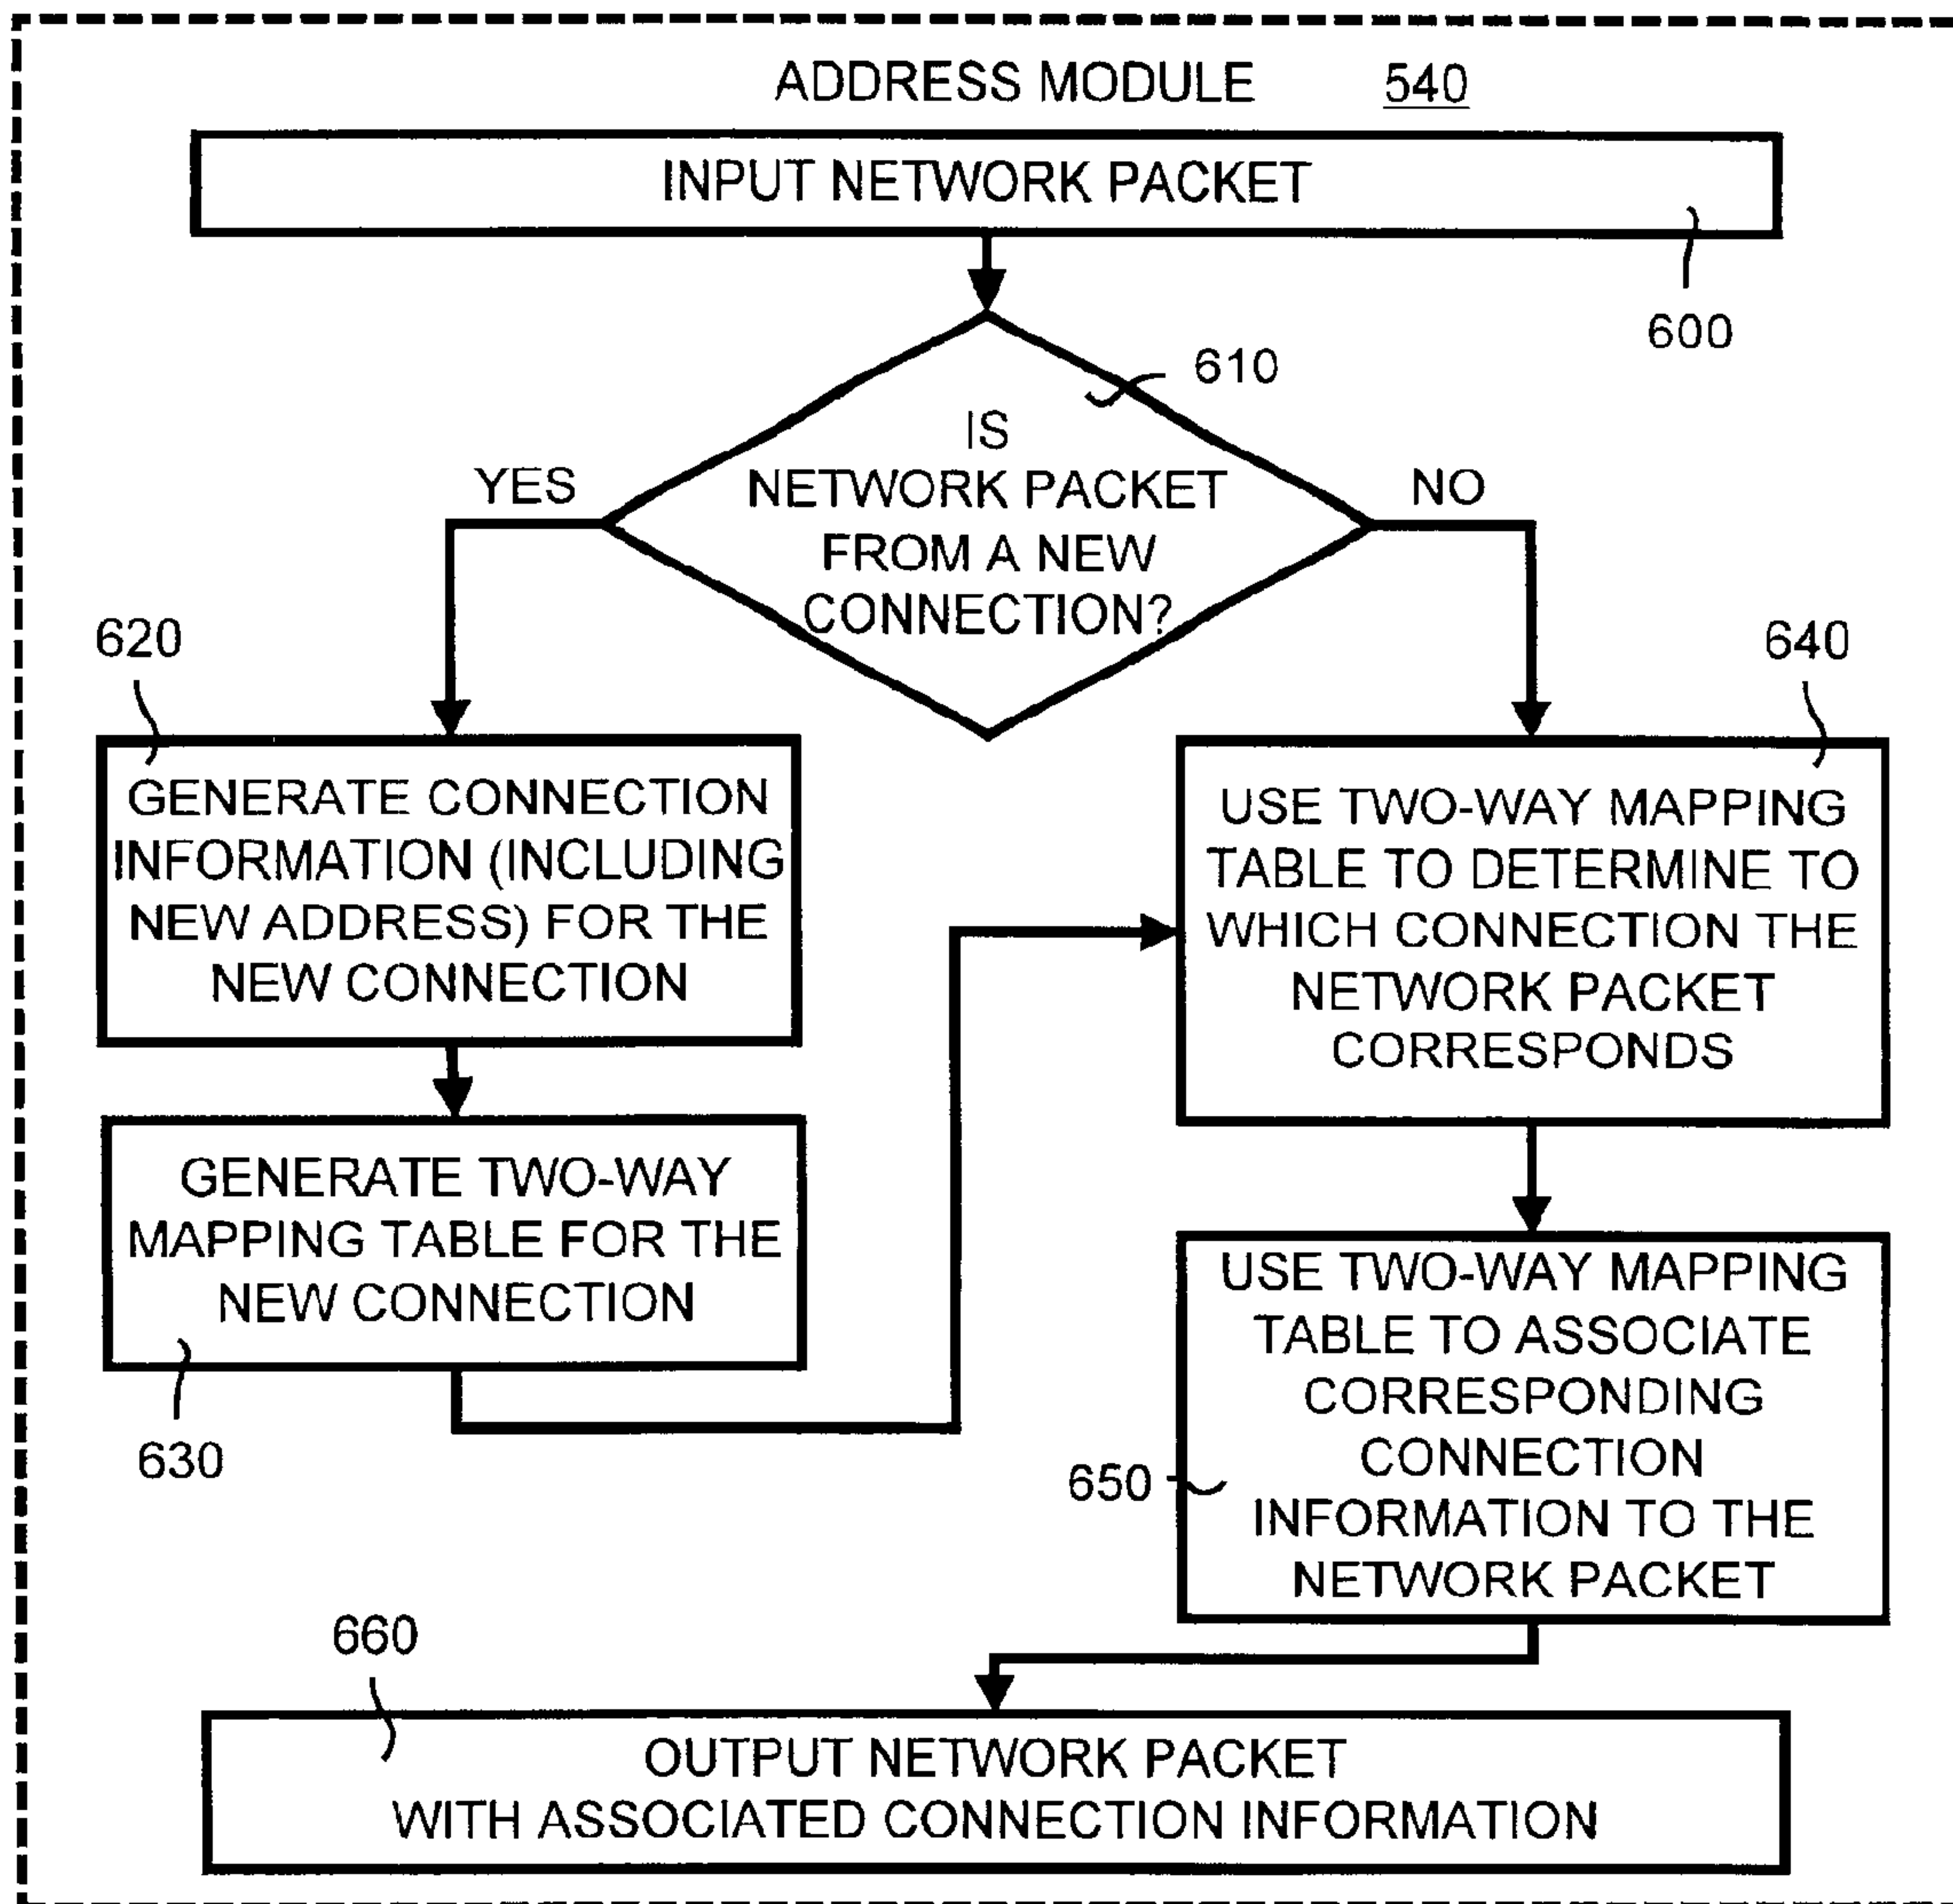 ADDRESS MODULE 540
INPUT NETWORK PACKET
600
610
IS
NETWORK PACKET
FROM A NEW
CONNECTION?
YES
NO
620
GENERATE CONNECTION
INFORMATION (INCLUDING
NEW ADDRESS) FOR THE
NEW CONNECTION
GENERATE TWO-WAY
MAPPING TABLE FOR THE
NEW CONNECTION
630
640
USE TWO-WAY MAPPING
TABLE TO DETERMINE TO
WHICH CONNECTION THE
NETWORK PACKET
CORRESPONDS
USE TWO-WAY MAPPING
TABLE TO ASSOCIATE
CORRESPONDING
CONNECTION
INFORMATION TO THE
NETWORK PACKET
650
660
OUTPUT NETWORK PACKET
WITH ASSOCIATED CONNECTION INFORMATION